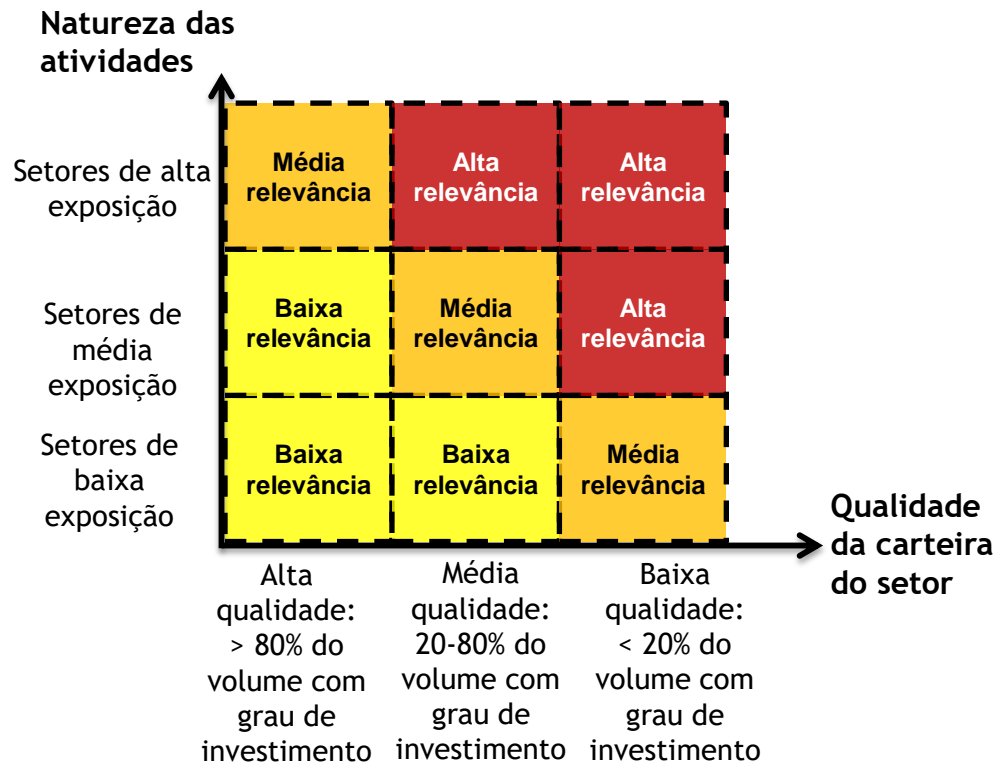 Natureza das
atividades
Setores de alta
exposição
Média
relevância
Alta
relevância
Alta
relevância
Setores de
média
exposição
Baixa
relevância
Média
relevância
Alta
relevância
Setores de
baixa
exposição
Baixa
relevância
Baixa
relevância
Média
relevância
Qualidade
da carteira
do setor
Alta
qualidade:
> 80% do
volume com
grau de
investimento
Média
qualidade:
20-80% do
volume com
grau de
investimento
Baixa
qualidade:
< 20% do
volume com
grau de
investimento